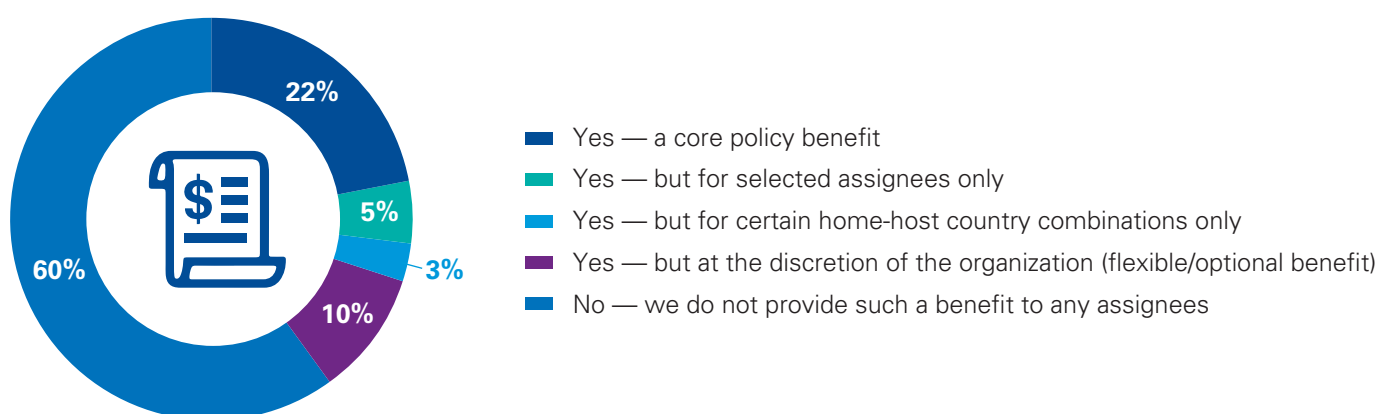 22%
5%
3%
10%
60%
$
Yes — a core policy benefit
Yes — but for selected assignees only
Yes — but for certain home-host country combinations only
Yes — but at the discretion of the organization (flexible/optional benefit)
No — we do not provide such a benefit to any assignees